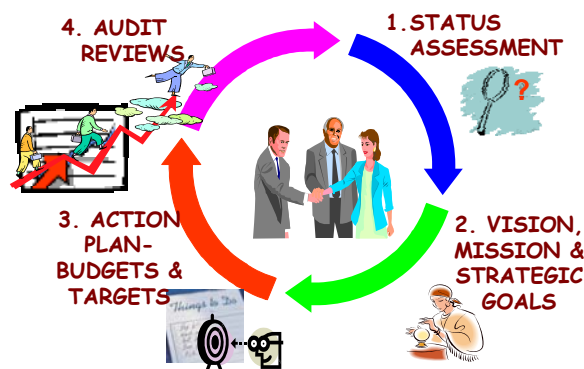 1.STATUS
ASSESSMENT
?
2. VISION,
MISSION &
STRATEGIC
GOALS
3. ACTION
PLAN-
BUDGETS &
TARGETS
Things to Do
4. AUDIT
REVIEWS